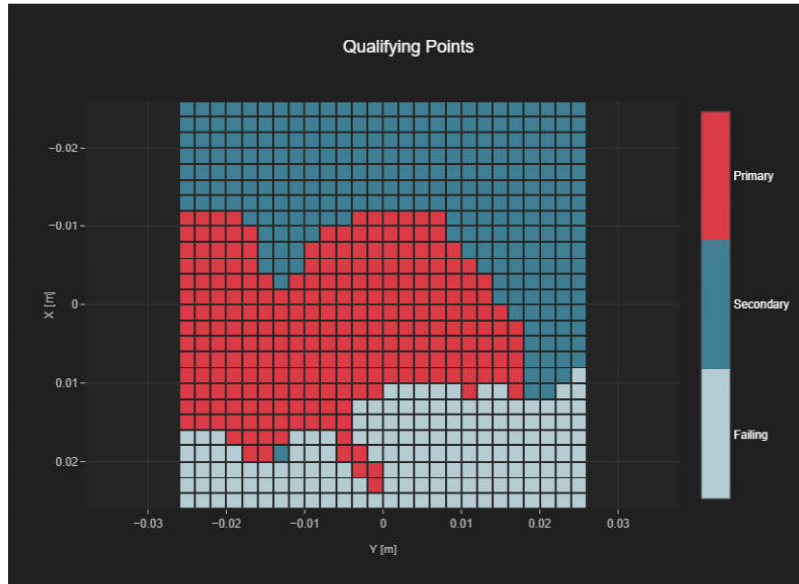 Qualifying Points
−0.02
−0.01
0
0.01
0.02
X [m]
−0.03
−0.02
−0.01
0
0.01
0.02
0.03
Y [m]
Primary
Secondary
Failing